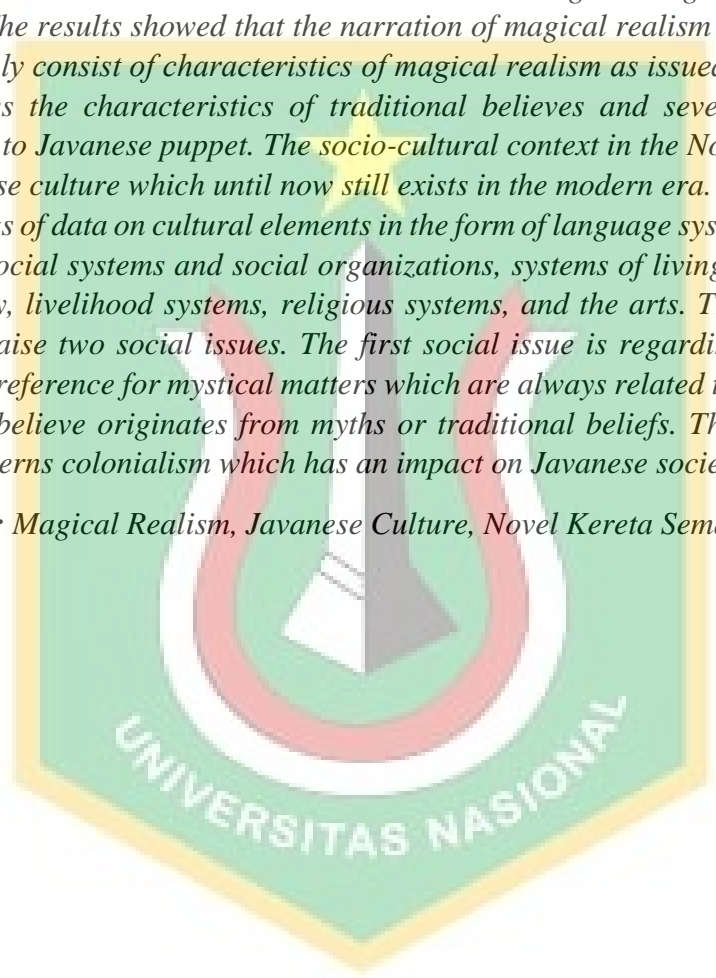 he results showed that the narration of magical realism
ly consist of characteristics of magical realism as issued
s the characteristics of traditional believes and seve
to Javanese puppet. The socio-cultural context in the No
se culture which until now still exists in the modern era.
s of data on cultural elements in the form of language sys
ocial systems and social organizations, systems of living
y, livelihood systems, religious systems, and the arts. T
aise two social issues. The first social issue is regardi
reference for mystical matters which are always related t
believe originates from myths or traditional beliefs. Th
erns colonialism which has an impact on Javanese socie
: Magical Realism, Javanese Culture, Novel Kereta Sema
UNIVERSITAS NASIONAL